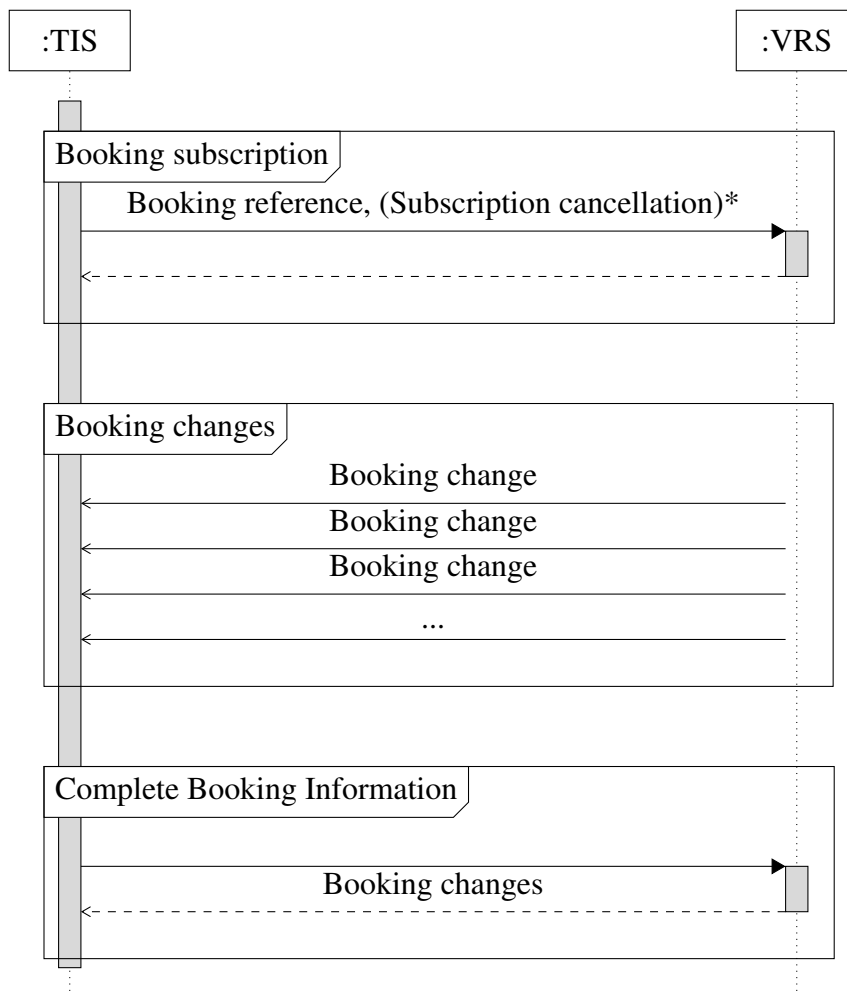 :TIS
:VRS
Booking subscription
Booking reference, (Subscription cancellation)*
Booking changes
Booking change
Booking change
Booking change
...
Complete Booking Information
Booking changes